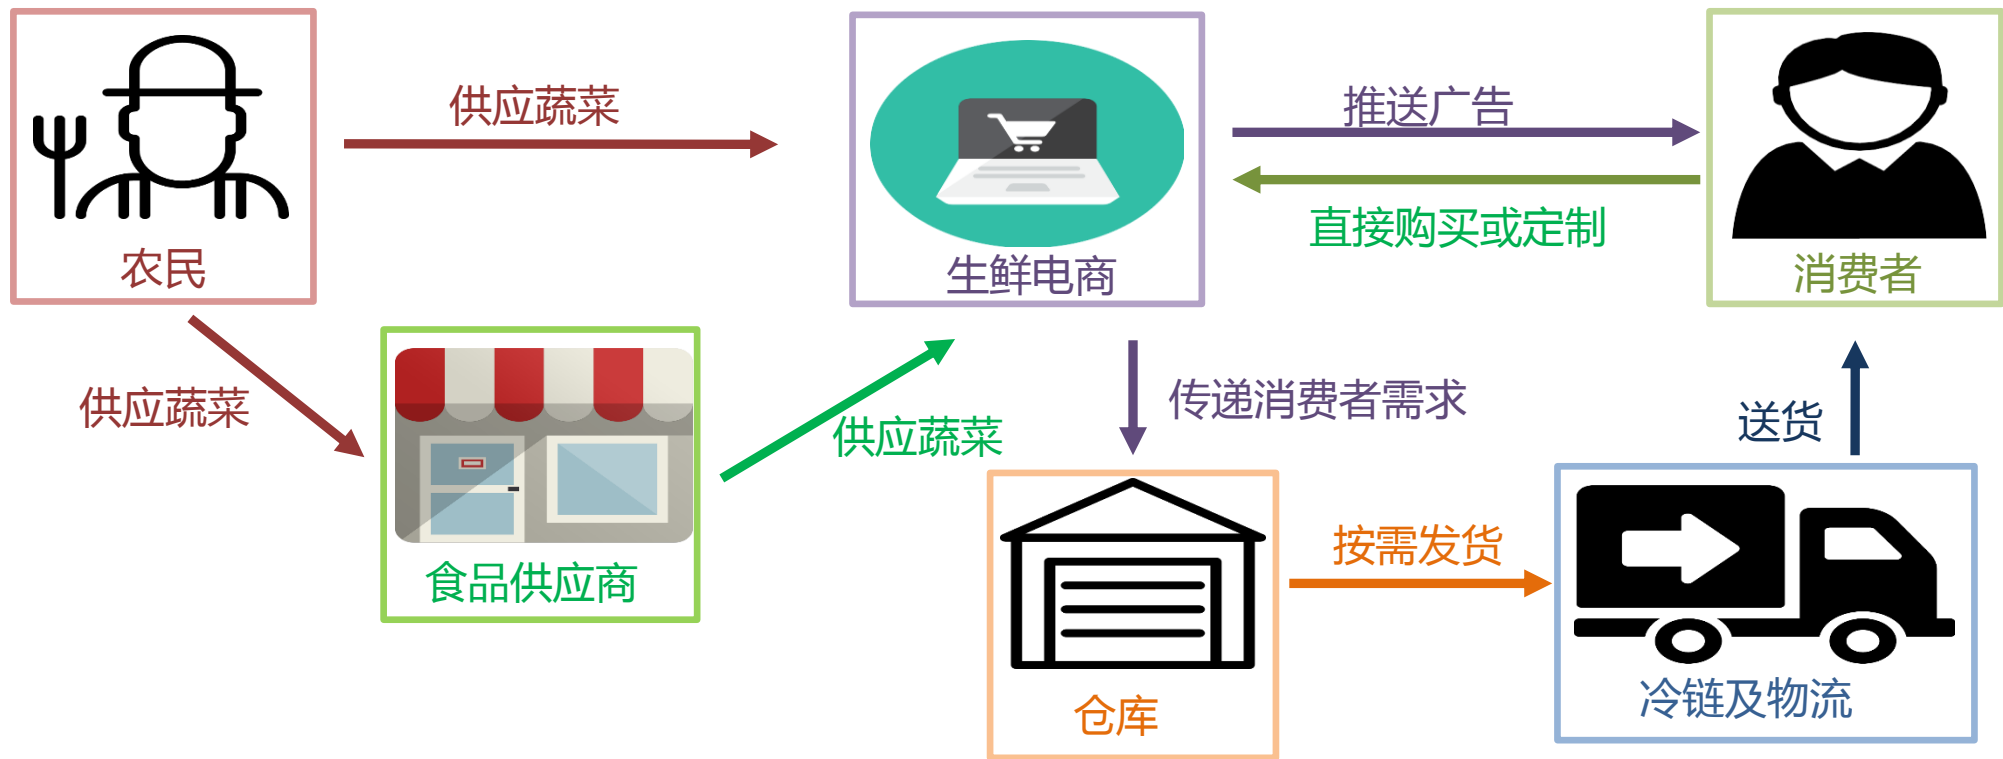 供应蔬菜
推送广告
直接购买或定制
农民
生鲜电商
消费者
供应蔬菜
供应蔬菜
传递消费者需求
送货
按需发货
食品供应商
仓库
冷链及物流